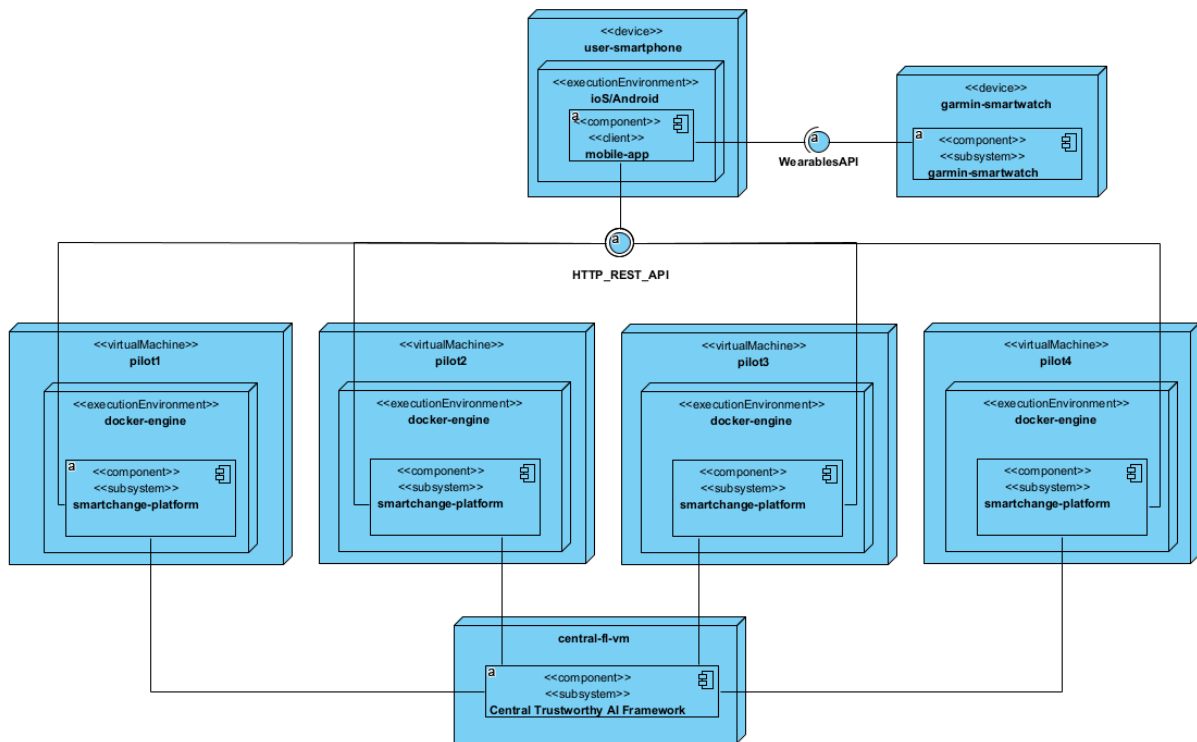 <<device>>
user-smartphone
<<executionEnvironment>>
ioS/Android
a
<<component>>
<<client>>
mobile-app
a
WearablesAPI
<<device>>
garmin-smartwatch
a
<<component>>
<<subsystem>>
garmin-smartwatch
a
HTTP_REST_API
<<virtualMachine>>
pilot1
<<executionEnvironment>>
docker-engine
a
<<component>>
<<subsystem>>
smartchange-platform
<<virtualMachine>>
pilot2
<<executionEnvironment>>
docker-engine
<<component>>
<<subsystem>>
smartchange-platform
<<virtualMachine>>
pilot3
<<executionEnvironment>>
docker-engine
<<component>>
<<subsystem>>
smartchange-platform
<<virtualMachine>>
pilot4
<<executionEnvironment>>
docker-engine
<<component>>
<<subsystem>>
smartchange-platform
central-fl-vm
a
<<component>>
<<subsystem>>
Central Trustworthy AI Framework